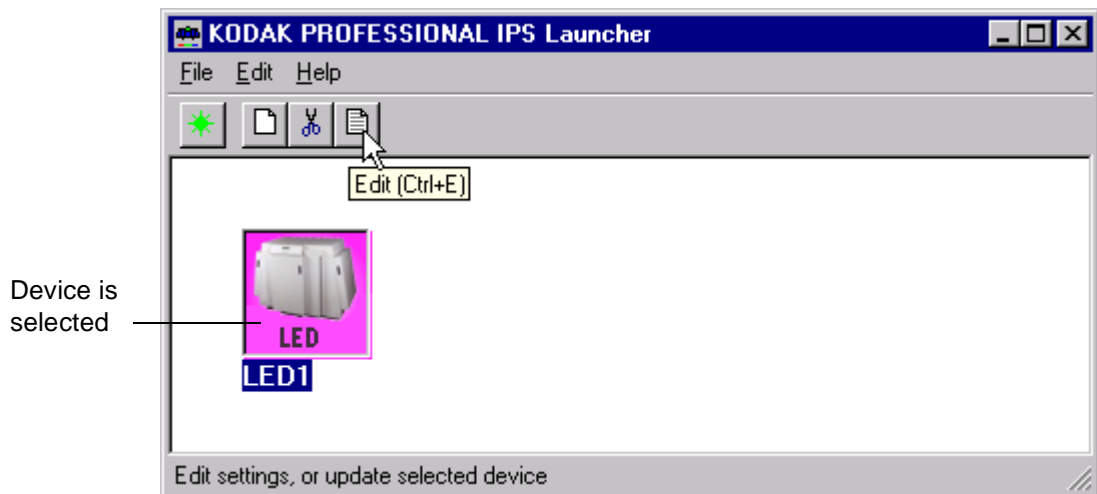 KODAK PROFESSIONAL IPS Launcher
File Edit Help
Edit (Ctrl+E)
Device is
selected
LED
LED1
Edit settings, or update selected device